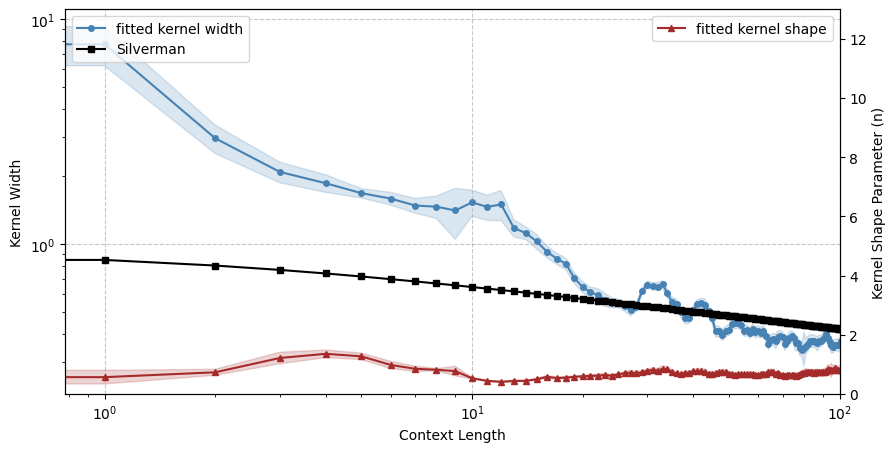 fitted kernel width
Silverman
fitted kernel shape
Kernel Width
10¹
10⁰
Kernel Shape Parameter (n)
12
10
8
6
4
2
0
10⁰
10¹
10²
Context Length